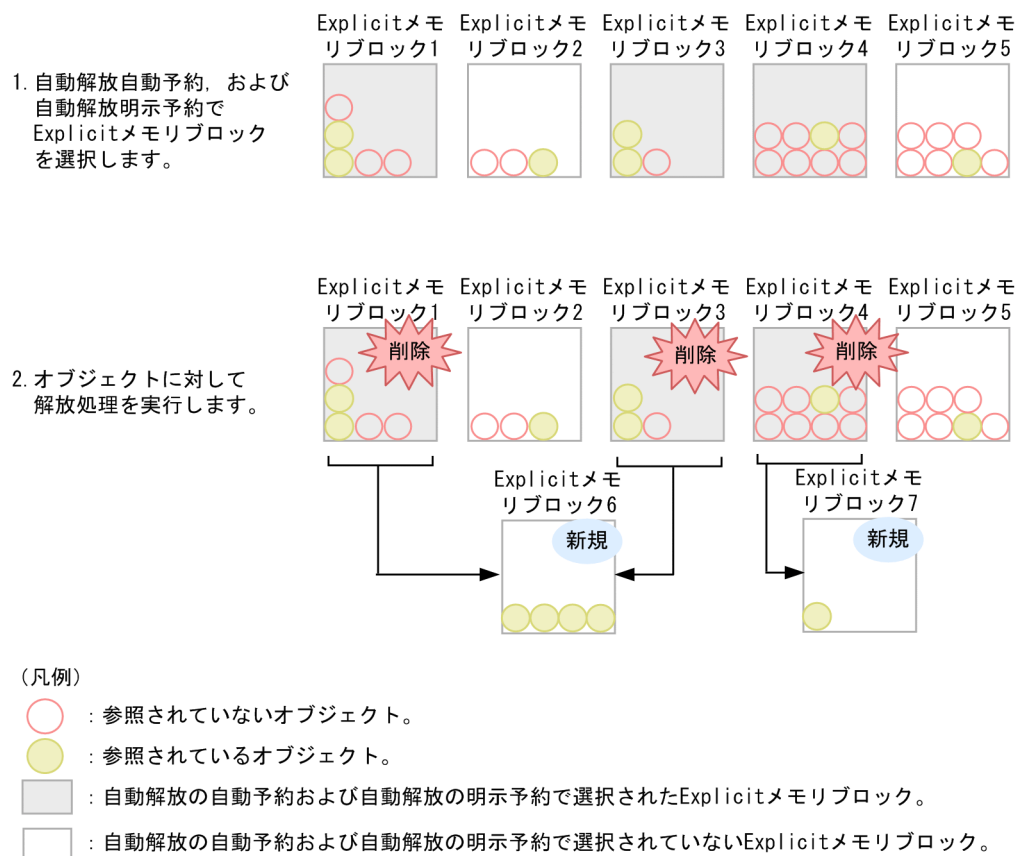 Explicitメモ Explicitメモ Explicitメモ Explicitメモ Explicitメモ
リブロック1 リブロック2 リブロック3 リブロック4 リブロック5
1. 自動解放自動予約，および
自動解放明示予約で
Explicitメモリブロック
を選択します。
Explicitメモ Explicitメモ Explicitメモ Explicitメモ Explicitメモ
リブロック1 リブロック2 リブロック3 リブロック4 リブロック5
削除 削除 削除
2. オブジェクトに対して
解放処理を実行します。
Explicitメモ Explicitメモ
リブロック6 リブロック7
新規 新規
（凡例）
：参照されていないオブジェクト。
：参照されているオブジェクト。
：自動解放の自動予約および自動解放の明示予約で選択されたExplicitメモリブロック。
：自動解放の自動予約および自動解放の明示予約で選択されていないExplicitメモリブロック。